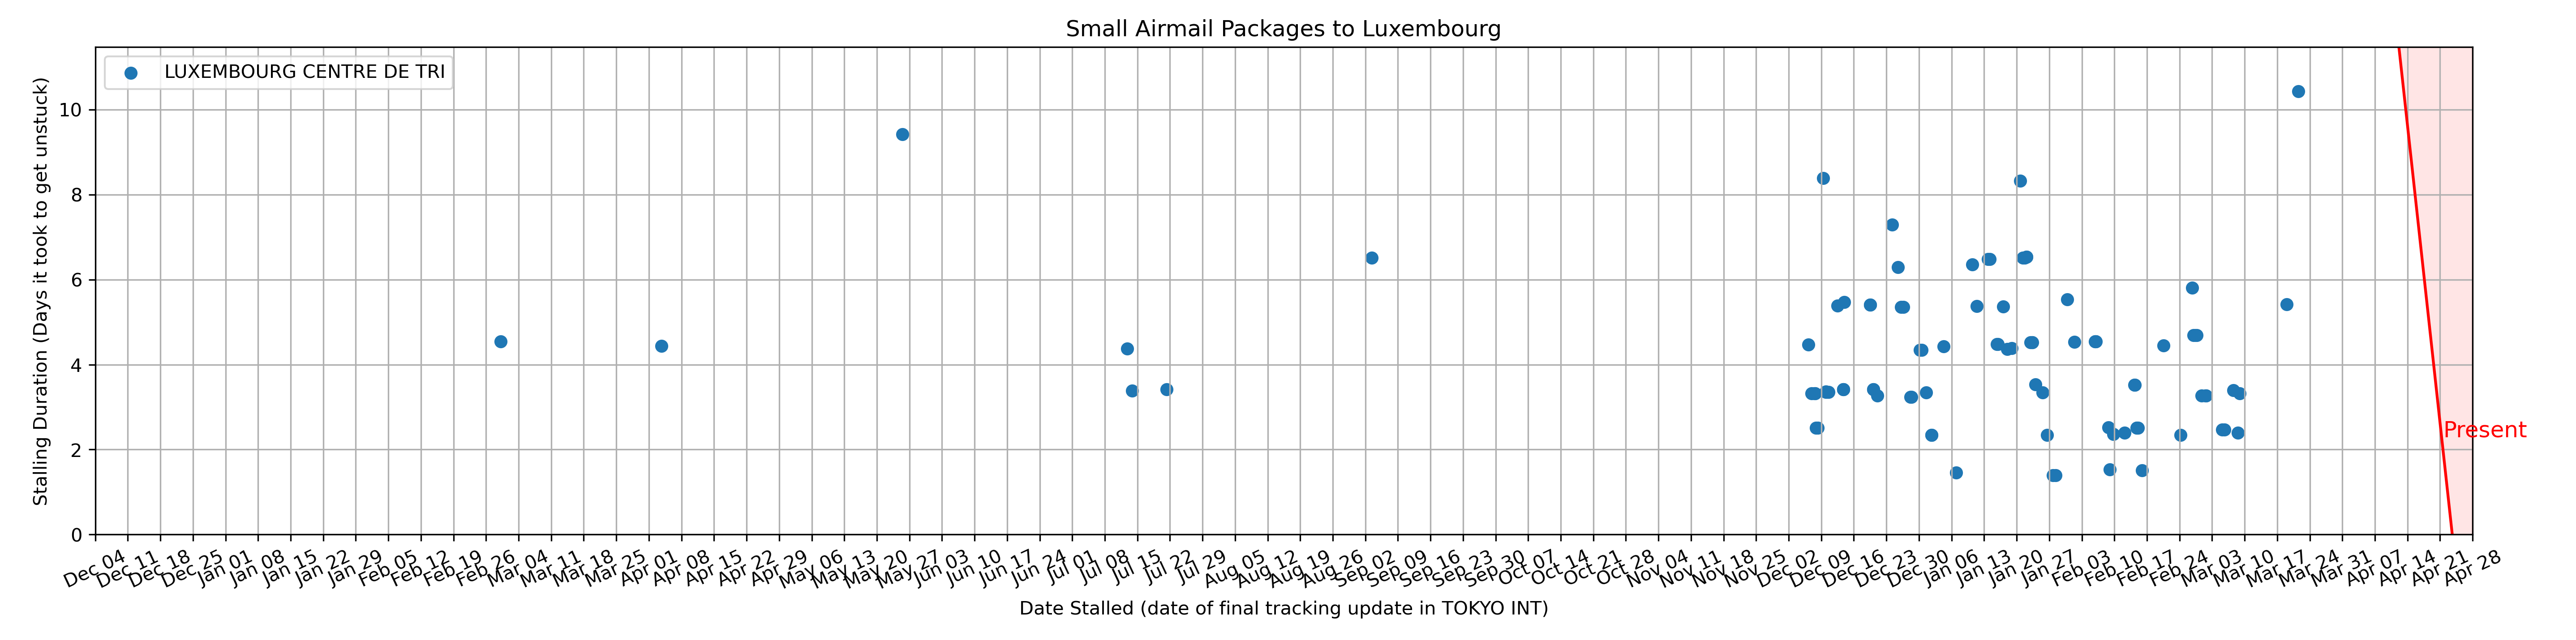 Small Airmail Packages to Luxembourg
LUXEMBOURG CENTRE DE TRI
Stalling Duration (Days it took to get unstuck)
10
8
6
4
2
0
Present
Dec 04 Dec 11 Dec 18 Dec 25 Jan 01 Jan 08 Jan 15 Jan 22 Jan 29 Feb 05 Feb 12 Feb 19 Feb 26 Mar 04 Mar 11 Mar 18 Mar 25 Apr 01 Apr 08 Apr 15 Apr 22 Apr 29 May 06 May 13 May 20 May 27 Jun 03 Jun 10 Jun 17 Jun 24 Jul 01 Jul 08 Jul 15 Jul 22 Jul 29 Aug 05 Aug 12 Aug 19 Aug 26 Sep 02 Sep 09 Sep 16 Sep 23 Sep 30 Oct 07 Oct 14 Oct 21 Oct 28 Nov 04 Nov 11 Nov 18 Nov 25 Dec 02 Dec 09 Dec 16 Dec 23 Dec 30 Jan 06 Jan 13 Jan 20 Jan 27 Feb 03 Feb 10 Feb 17 Feb 24 Mar 03 Mar 10 Mar 17 Mar 24 Mar 31 Apr 07 Apr 14 Apr 21 Apr 28
Date Stalled (date of final tracking update in TOKYO INT)